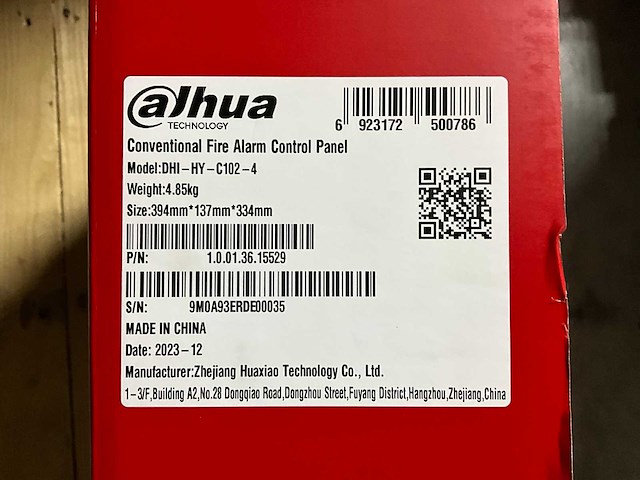 alhua
TECHNOLOGY
6 923172 500786
Conventional Fire Alarm Control Panel
Model:DHI-HY-C102-4
Weight:4.85kg
Size:394mm*137mm*334mm
P/N: 1.0.01.36.15529
S/N: 9M0A93ERDE00035
MADE IN CHINA
Date: 2023-12
Manufacturer:Zhejiang Huaxiao Technology Co., Ltd.
1-3/F,Building A2,No.28 Dongqiao Road,Dongzhou Street,Fuyang District,Hangzhou,Zhejiang,China